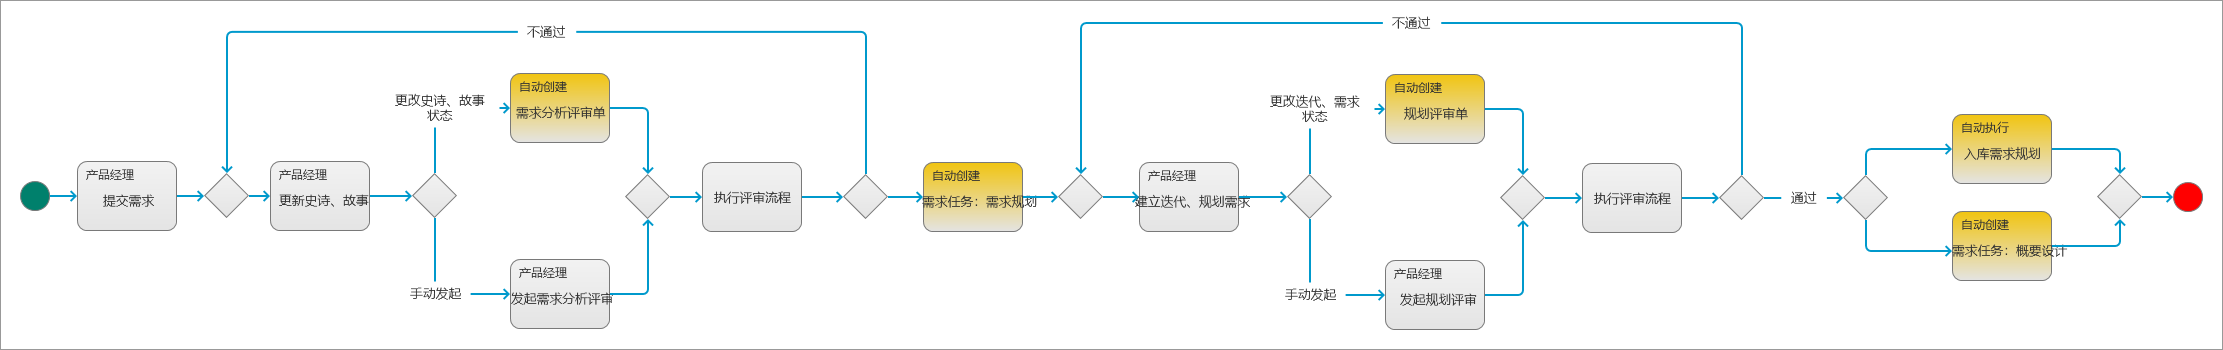 不通过
不通过
产品经理
提交需求
产品经理
更新史诗、故事
更改史诗、故事
状态
手动发起
自动创建
需求分析评审单
产品经理
发起需求分析评审
执行评审流程
自动创建
需求任务：需求规划
产品经理
建立迭代、规划需求
更改迭代、需求
状态
手动发起
自动创建
规划评审单
产品经理
发起规划评审
执行评审流程
通过
自动执行
入库需求规划
自动创建
需求任务：概要设计